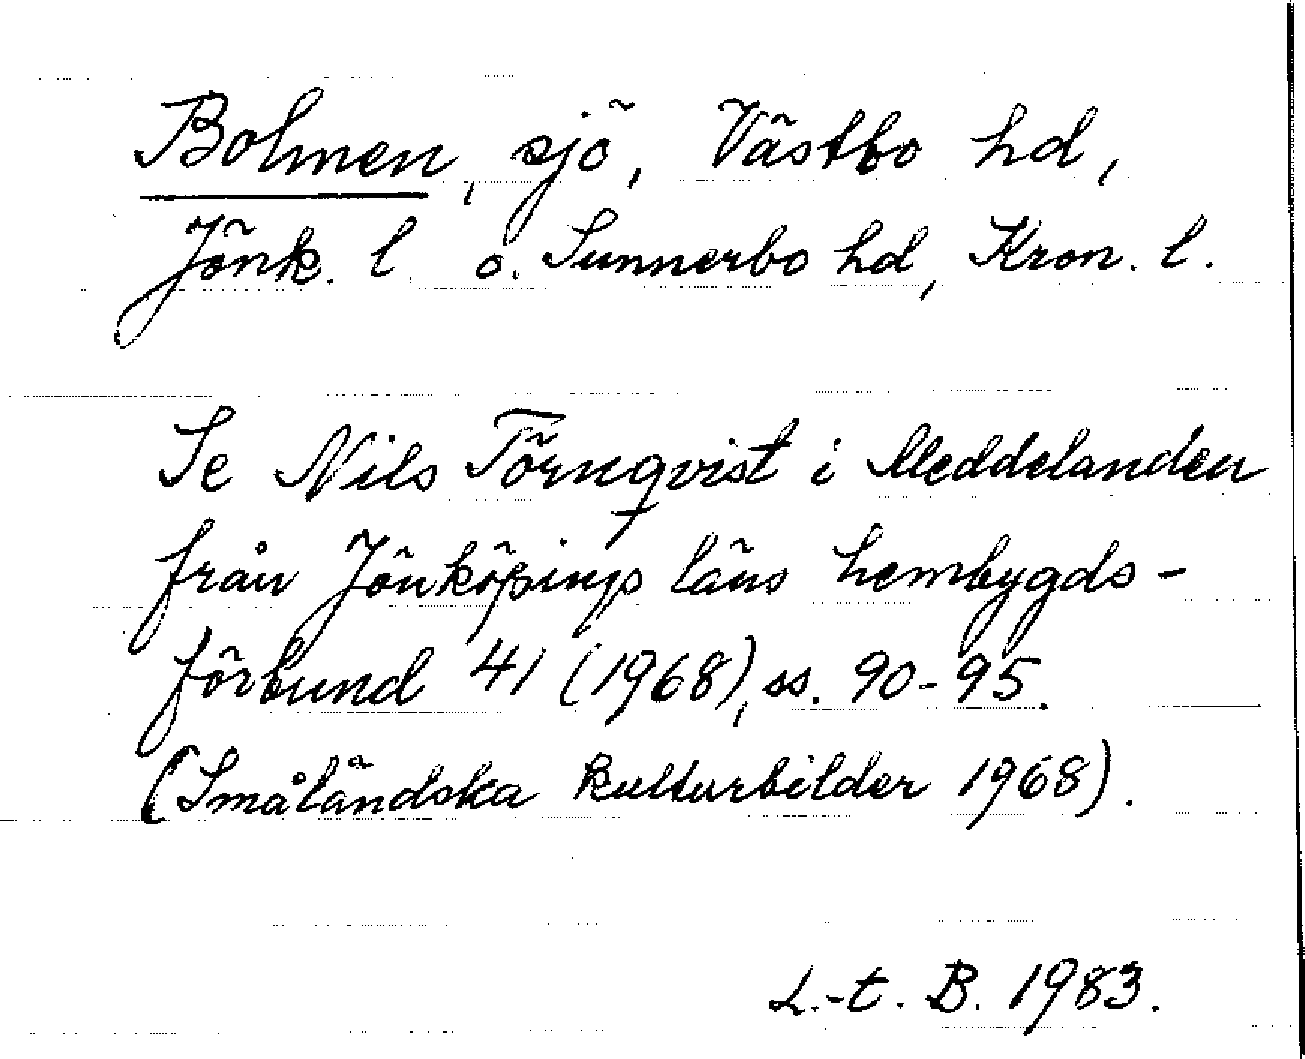 Bolmen, sjö, Västbo hd,
Jönk. l. o. Sunnerbo hd, Kron. l.
Se Nils Törnqvist i Meddelanden
från Jönköpings läns hembygds-
förbund 41 (1968), ss. 90-95.
(Småländska kulturbilder 1968).
L.-t. B. 1983.